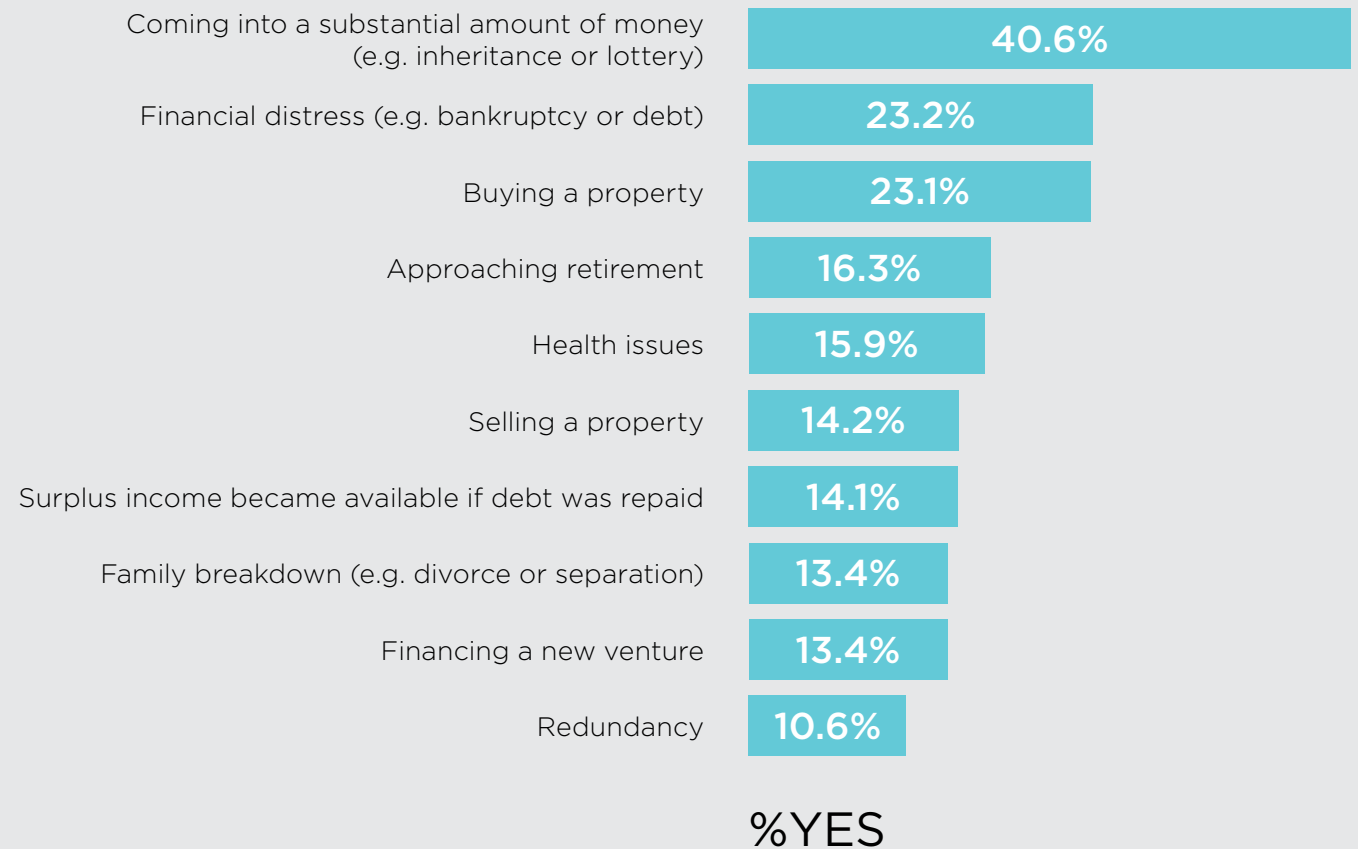 Coming into a substantial amount of money
(e.g. inheritance or lottery)
40.6%
Financial distress (e.g. bankruptcy or debt)
23.2%
Buying a property
23.1%
Approaching retirement
16.3%
Health issues
15.9%
Selling a property
14.2%
Surplus income became available if debt was repaid
14.1%
Family breakdown (e.g. divorce or separation)
13.4%
Financing a new venture
13.4%
Redundancy
10.6%
%YES